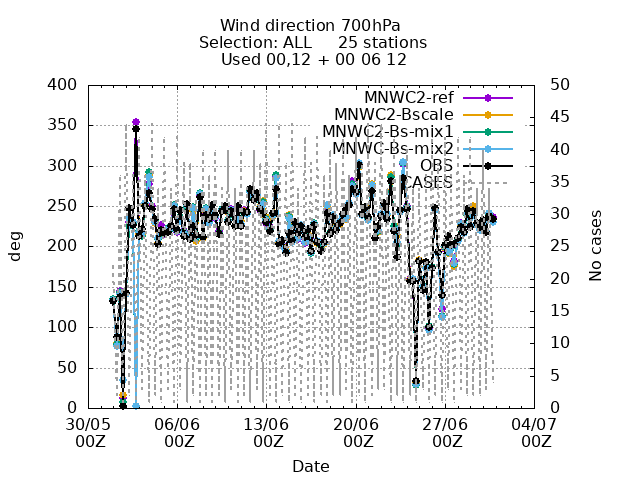 Wind direction 700hPa
Selection: ALL     25 stations
Used 00,12 + 00 06 12
400
350
300
250
200
150
100
50
0
deg
50
45
40
35
30
25
20
15
10
5
0
No cases
MNWC2-ref
MNWC2-Bscale
MNWC2-Bs-mix1
MNWC-Bs-mix2
OBS
CASES
30/05 06/06 13/06 20/06 27/06 04/07
00Z 00Z 00Z 00Z 00Z 00Z
Date